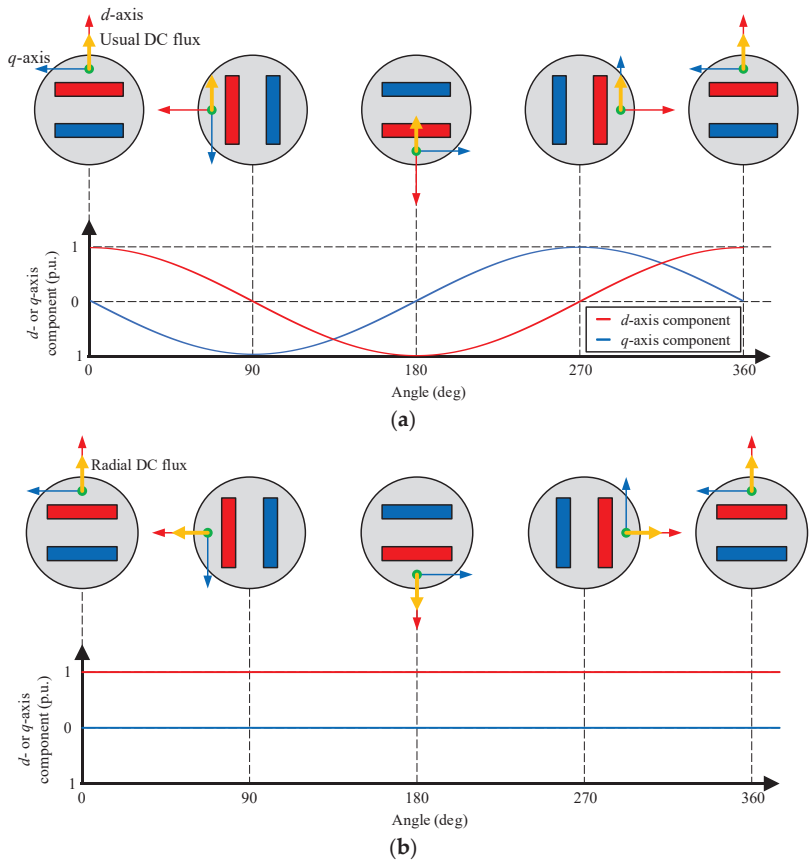 d-axis
Usual DC flux
q-axis
d- or q-axis
component (p.u.)
1
0
1
d-axis component
q-axis component
0
90
180
270
360
Angle (deg)
(a)
Radial DC flux
d- or q-axis
component (p.u.)
1
0
1
0
90
180
270
360
Angle (deg)
(b)